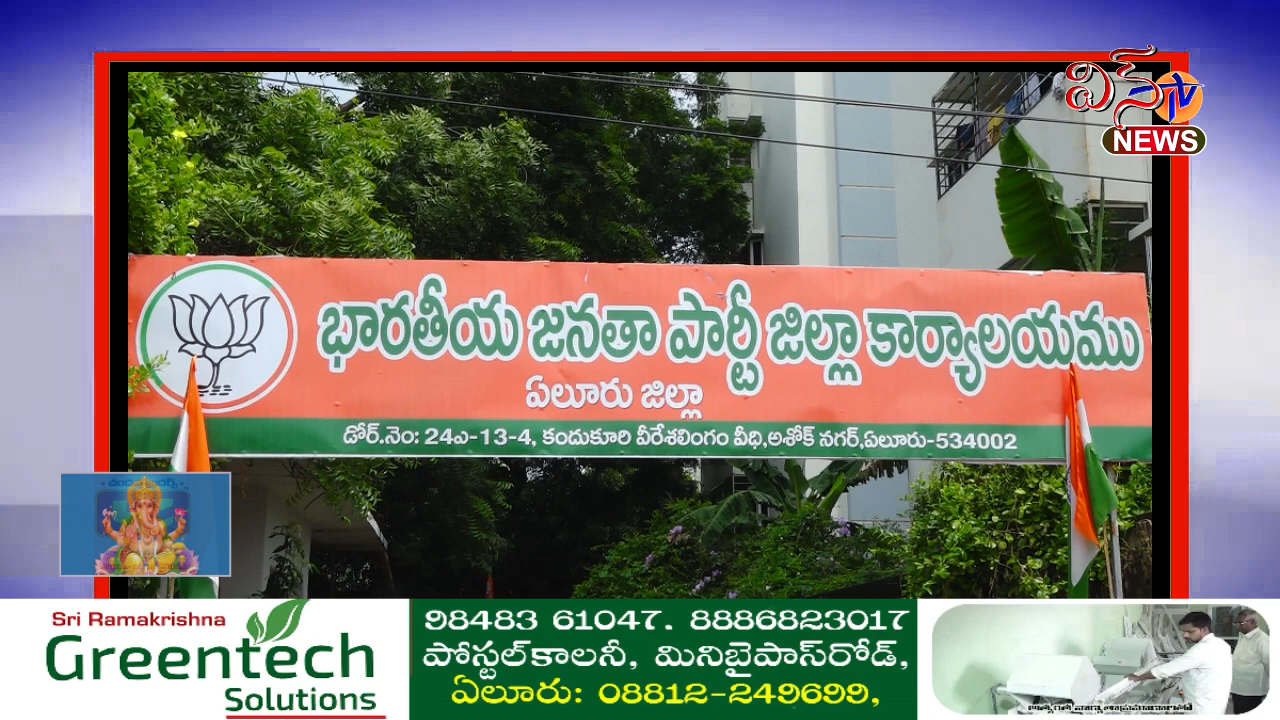 విన్ TV
NEWS
భారతీయ జనతా పార్టీ జిల్లా కార్యాలయము
ఏలూరు జిల్లా
డోర్.నెం: 24ఎ-13-4, కందుకూరి వీరేశలింగం వీధి,అశోక్ నగర్,ఏలూరు-534002
Sri Ramakrishna
Greentech
Solutions
98483 61047. 8886823017
పోస్టల్‌కాలనీ, మినిబైపాస్‌రోడ్,
ఏలూరు: 08812-249699,